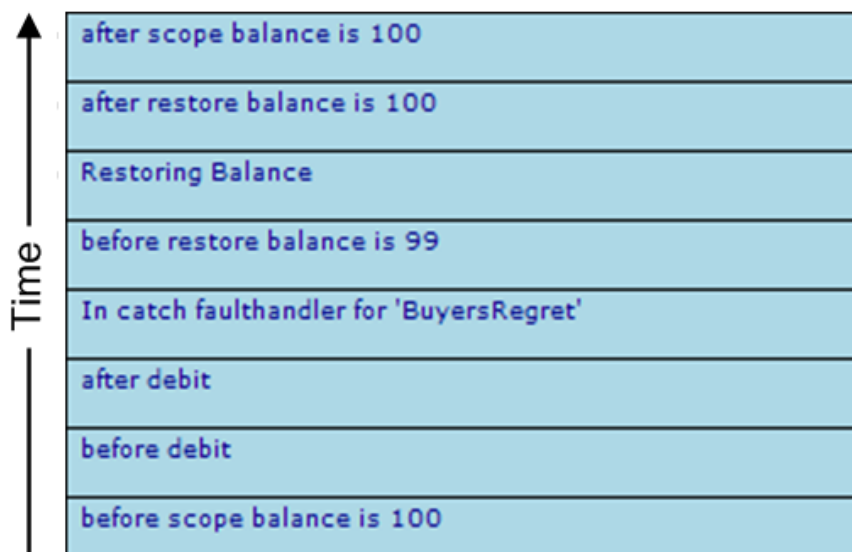 after scope balance is 100
after restore balance is 100
Restoring Balance
before restore balance is 99
In catch faulthandler for 'BuyersRegret'
after debit
before debit
before scope balance is 100
Time